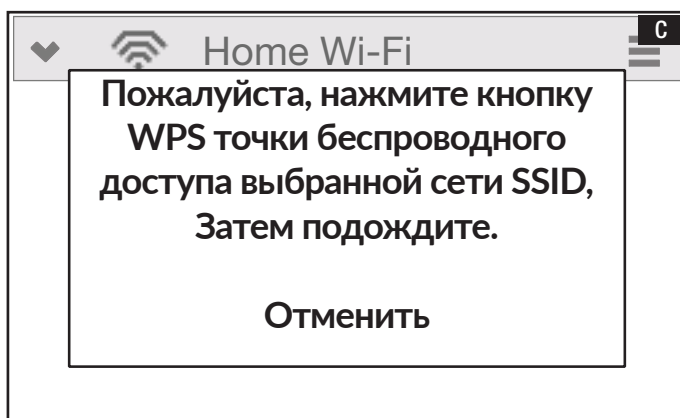 C
Home Wi-Fi
Пожалуйста, нажмите кнопку
WPS точки беспроводного
доступа выбранной сети SSID,
Затем подождите.
Отменить